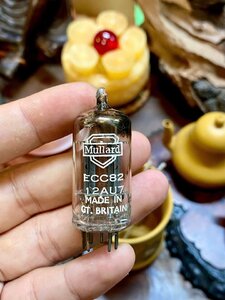 Mullard
ECC82
12AU7
MADE IN
GT. BRITAIN